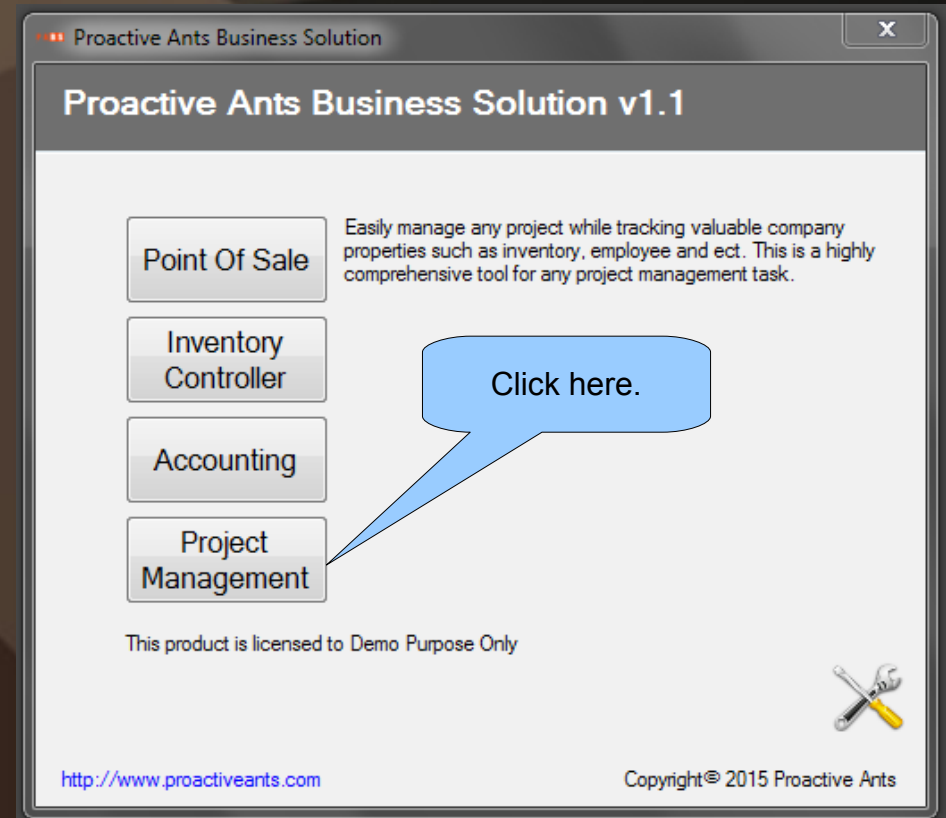 Proactive Ants Business Solution
x
Proactive Ants Business Solution v1.1
Point Of Sale
Easily manage any project while tracking valuable company
properties such as inventory, employee and ect. This is a highly
comprehensive tool for any project management task.
Inventory
Controller
Click here.
Accounting
Project
Management
This product is licensed to Demo Purpose Only
http://www.proactiveants.com
Copyright© 2015 Proactive Ants